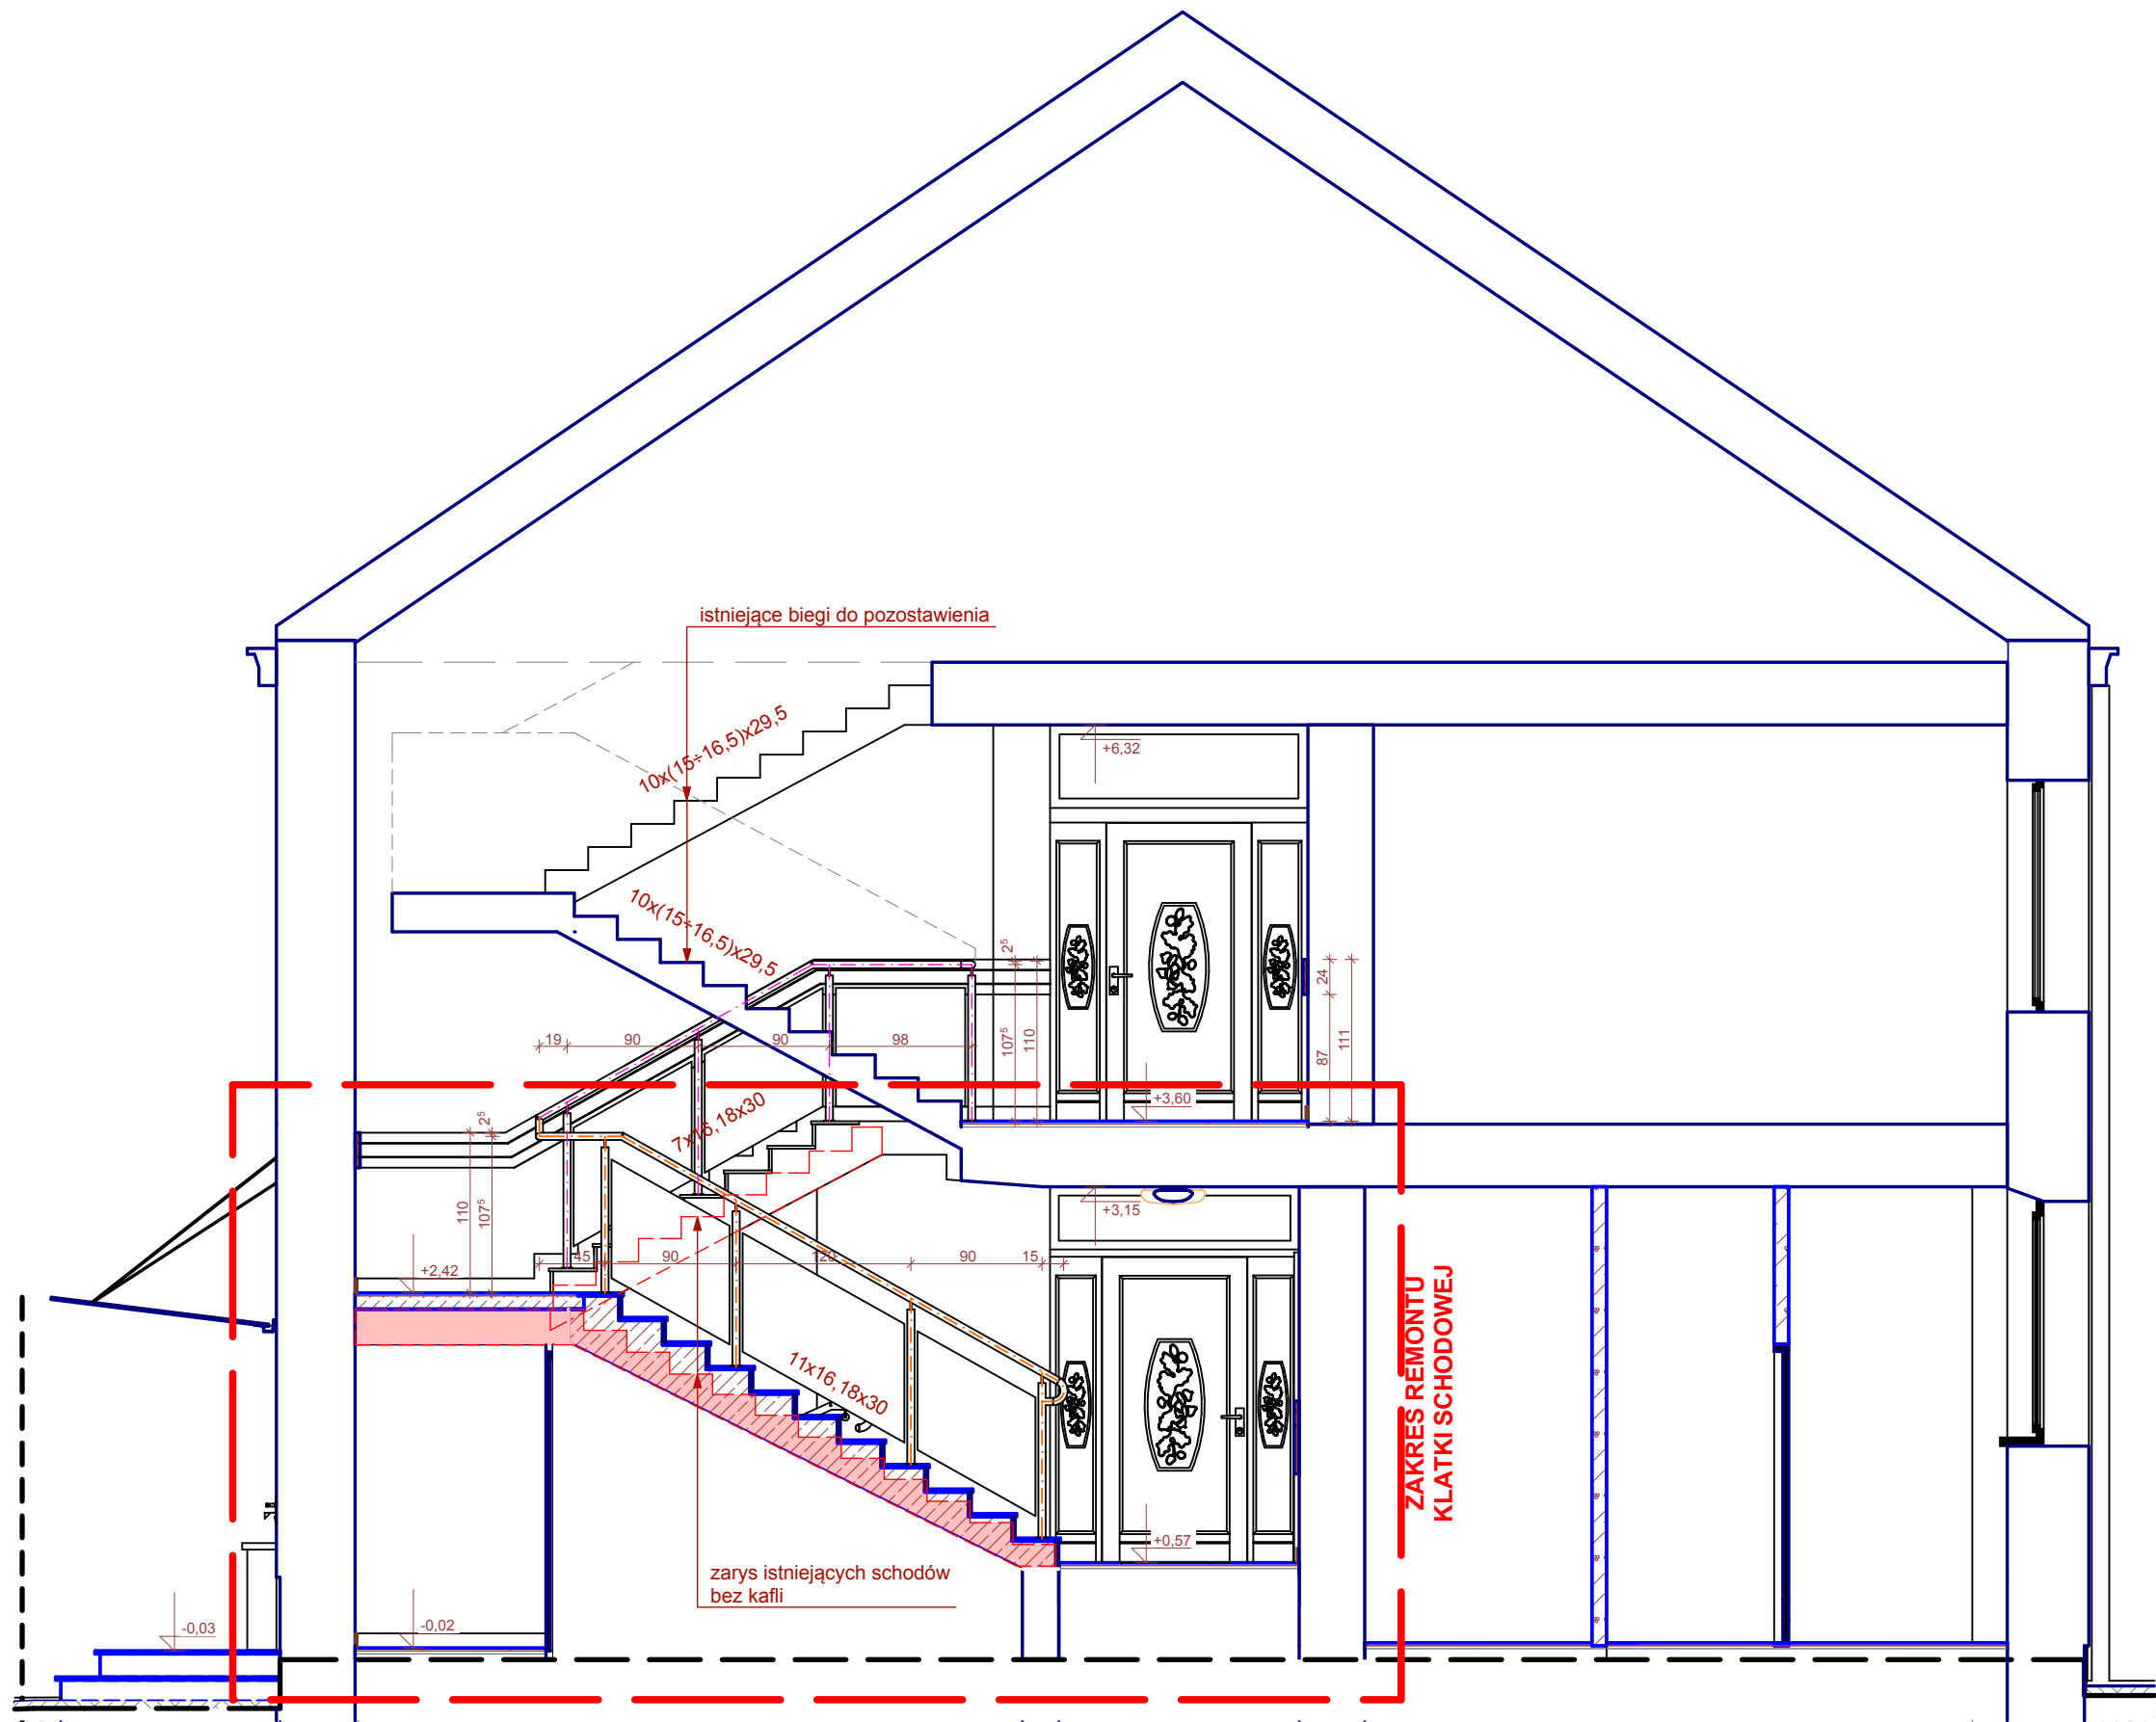 istniejące biegi do pozostawienia
10x(15÷16,5)x29,5
+6,32
10x(15÷16,5)x29,5
2⁵
107⁵
110
24
87
111
19
90
90
98
+3,60
7x16,18x30
2⁵
110
107⁵
+3,15
+2,42
45
90
120
90
15
11x16,18x30
ZAKRES REMONTU
KLATKI SCHODOWEJ
+0,57
zarys istniejących schodów
bez kafli
-0,03
-0,02